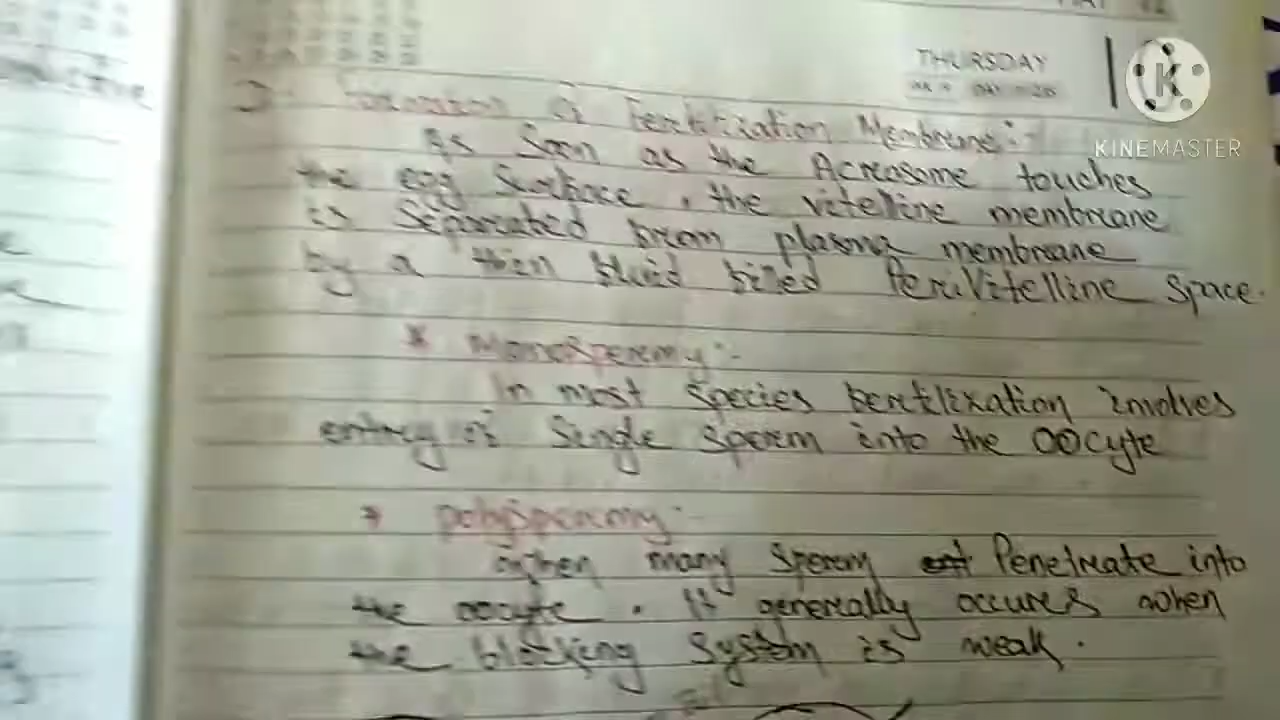 THURSDAY
KINEMASTER
Formation of Fertilization Membrane:-
As Soon as the Acreasome touches
the egg Surface, the vitelline membrane
is Separated from plasma membrane
by a thin fluid filled PeriVitelline Space.
* Monospermy:-
In most Species fertilization involves
entry of Single Sperm into the OOcyte
* Polyspermy:-
When many Sperm Penetrate into
the oocyte. It generally occures when
the blocking System is weak.